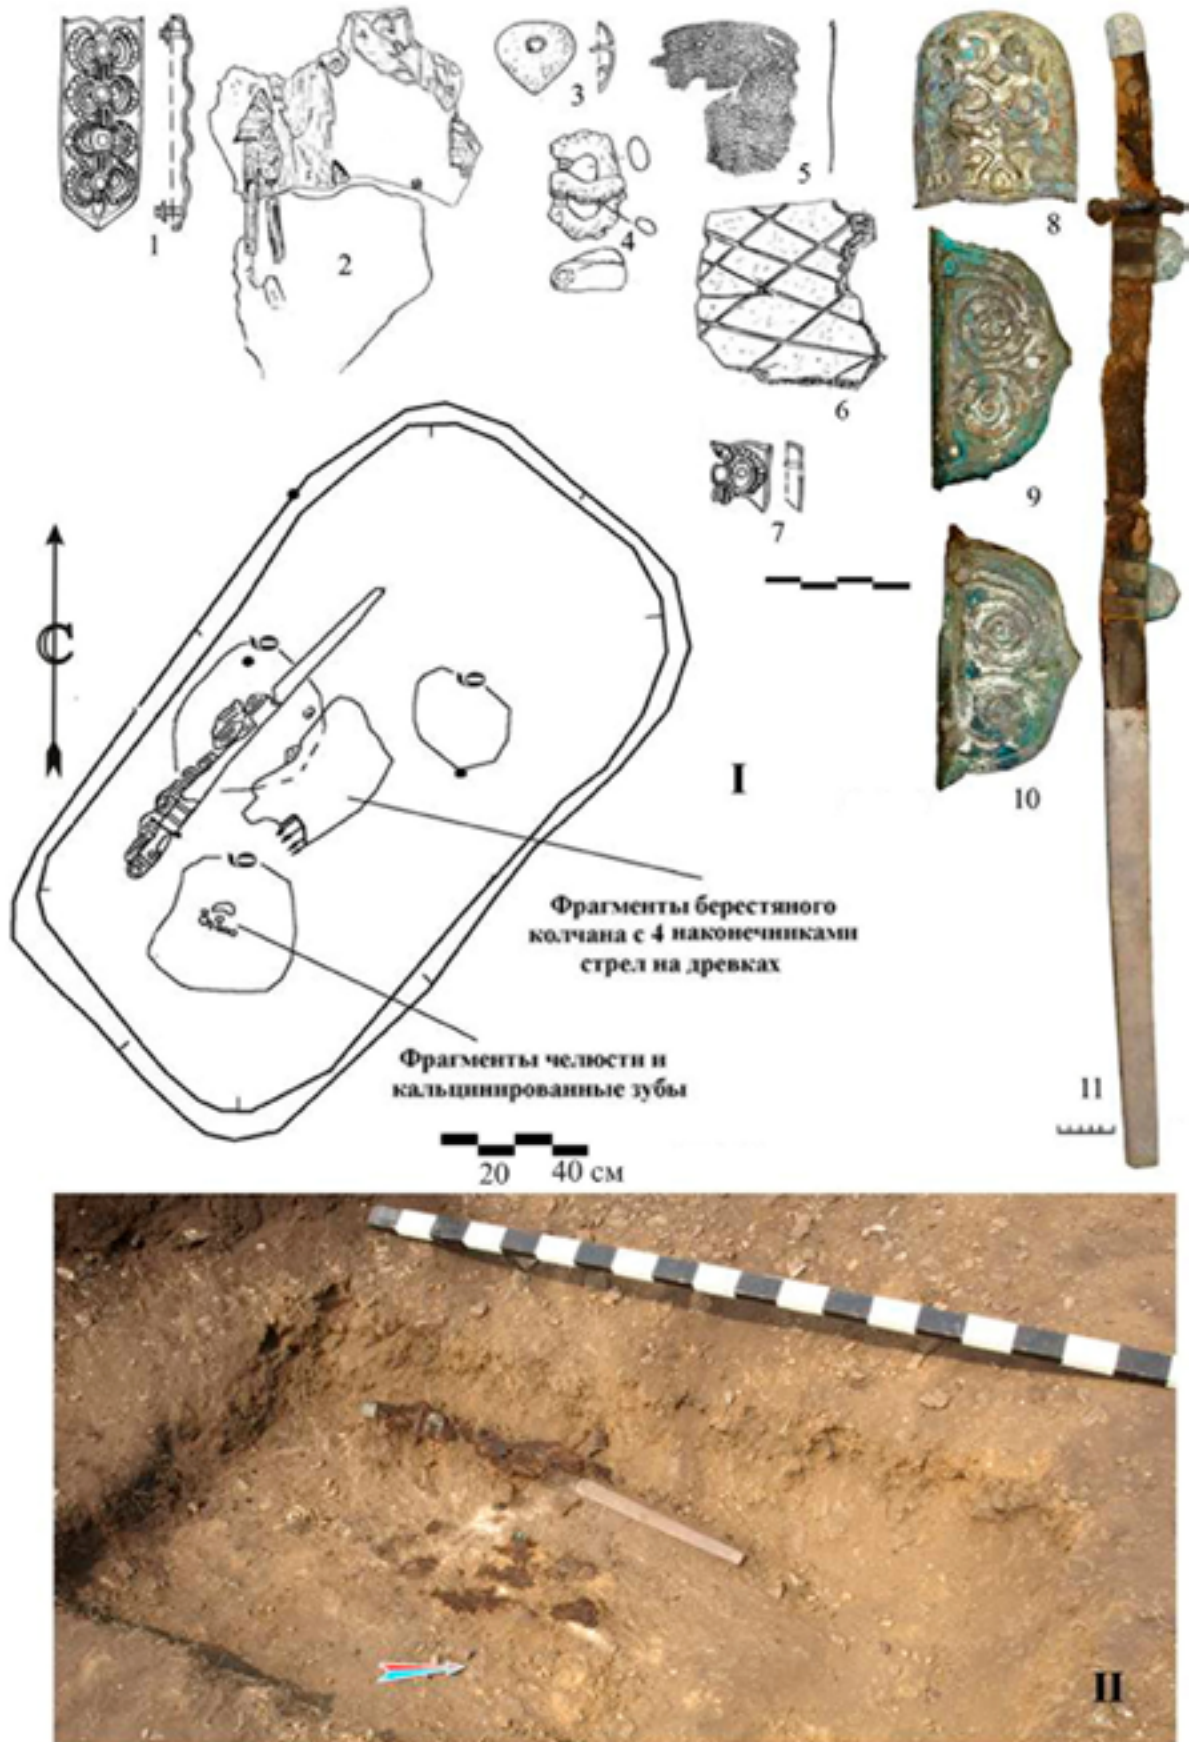 1
2
3
4
5
6
7
8
9
10
11
С
б
б
б
I
Фрагменты берестяного
колчана с 4 наконечниками
стрел на древках
Фрагменты челюсти и
кальцинированные зубы
20 40 см
II